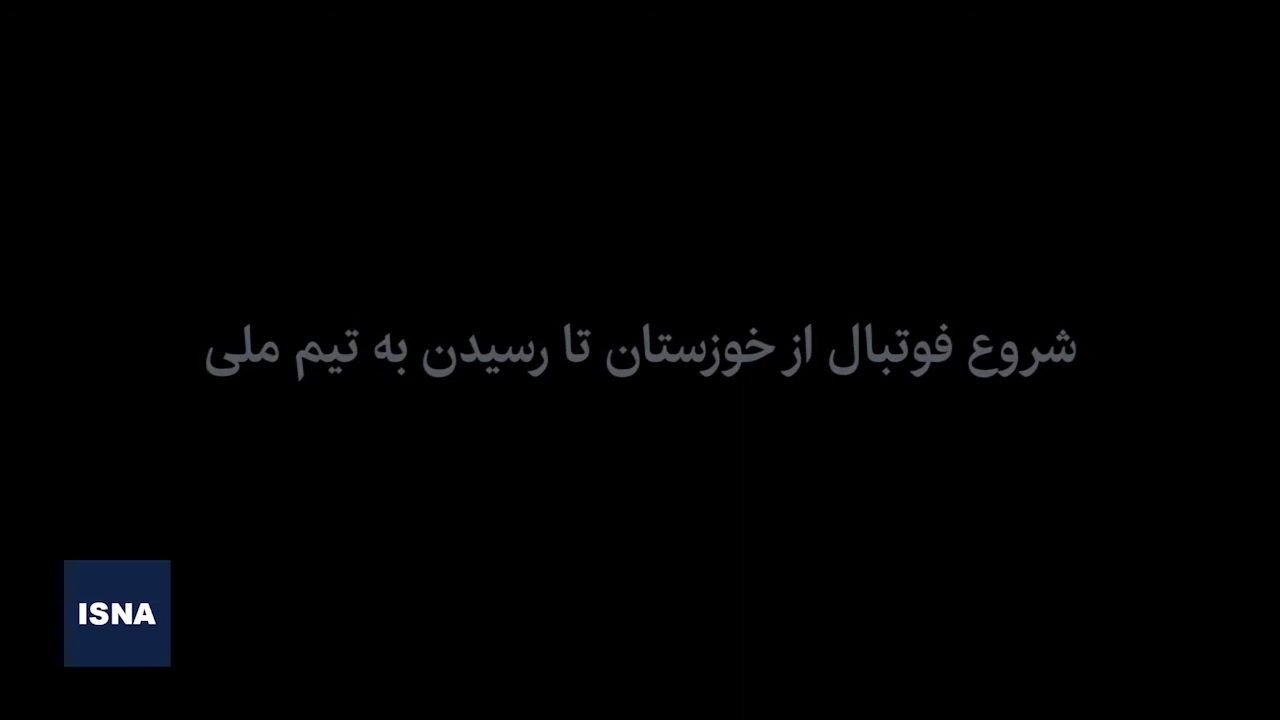 شروع فوتبال از خوزستان تا رسیدن به تیم ملی
ISNA